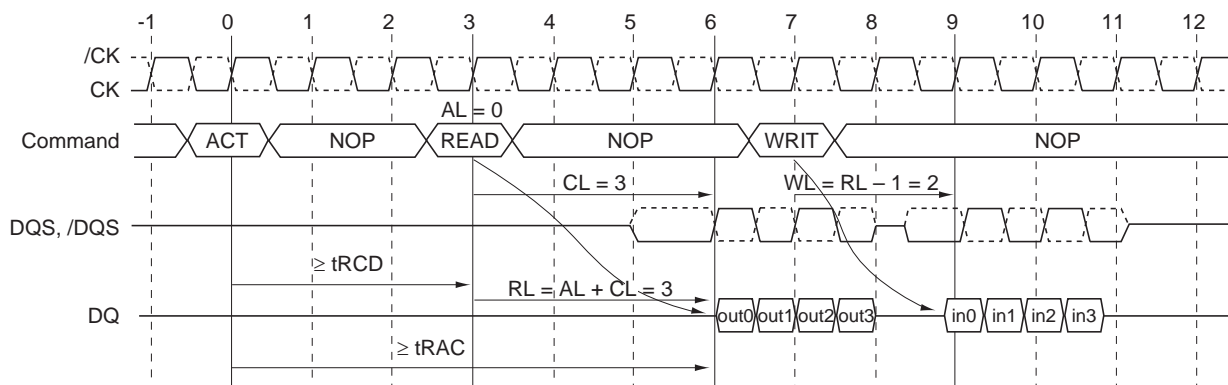 -1 0 1 2 3 4 5 6 7 8 9 10 11 12
/CK
CK
AL = 0
Command ACT NOP READ NOP WRIT NOP
CL = 3 WL = RL – 1 = 2
DQS, /DQS
≥ tRCD
RL = AL + CL = 3
DQ out0 out1 out2 out3 in0 in1 in2 in3
≥ tRAC